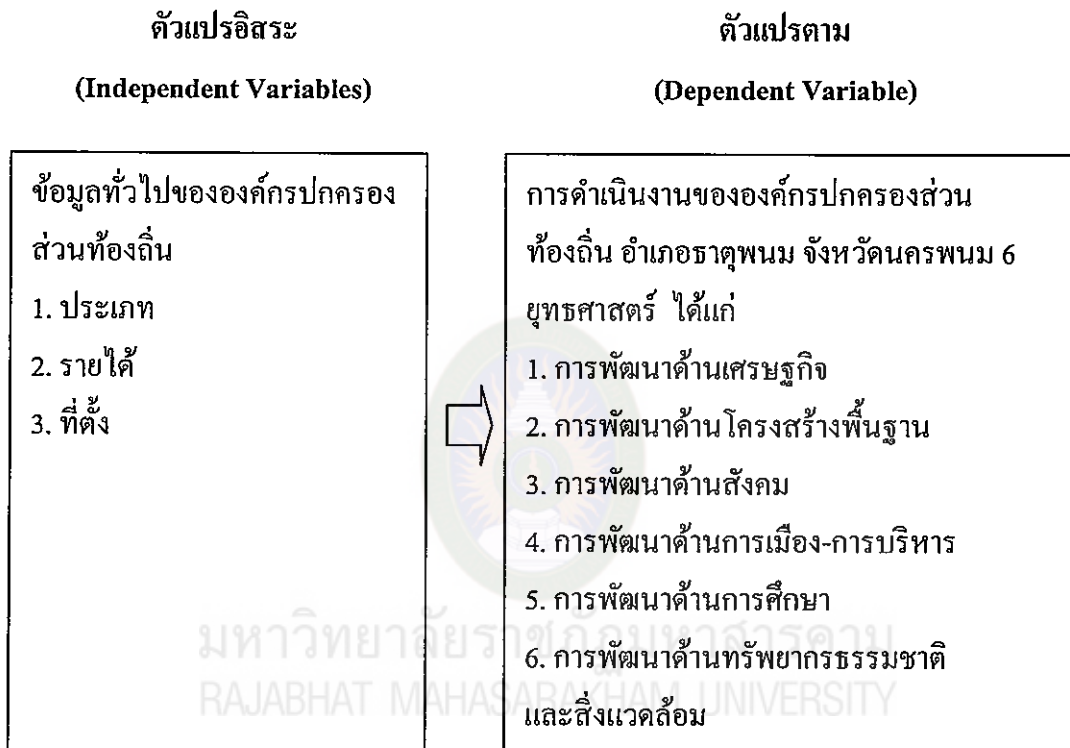 ตัวแปรอิสระ
(Independent Variables)
ข้อมูลทั่วไปขององค์กรปกครอง
ส่วนท้องถิ่น
1. ประเภท
2. รายได้
3. ที่ตั้ง
ตัวแปรตาม
(Dependent Variable)
การดำเนินงานขององค์กรปกครองส่วน
ท้องถิ่น อำเภอธาตุพนม จังหวัดนครพนม 6
ยุทธศาสตร์ ได้แก่
1. การพัฒนาด้านเศรษฐกิจ
2. การพัฒนาด้านโครงสร้างพื้นฐาน
3. การพัฒนาด้านสังคม
4. การพัฒนาด้านการเมือง-การบริหาร
5. การพัฒนาด้านการศึกษา
6. การพัฒนาด้านทรัพยากรธรรมชาติ
และสิ่งแวดล้อม
มหาวิทยาลัยราชภัฏมหาสารคาม
RAJABHAT MAHASARAKHAM UNIVERSITY